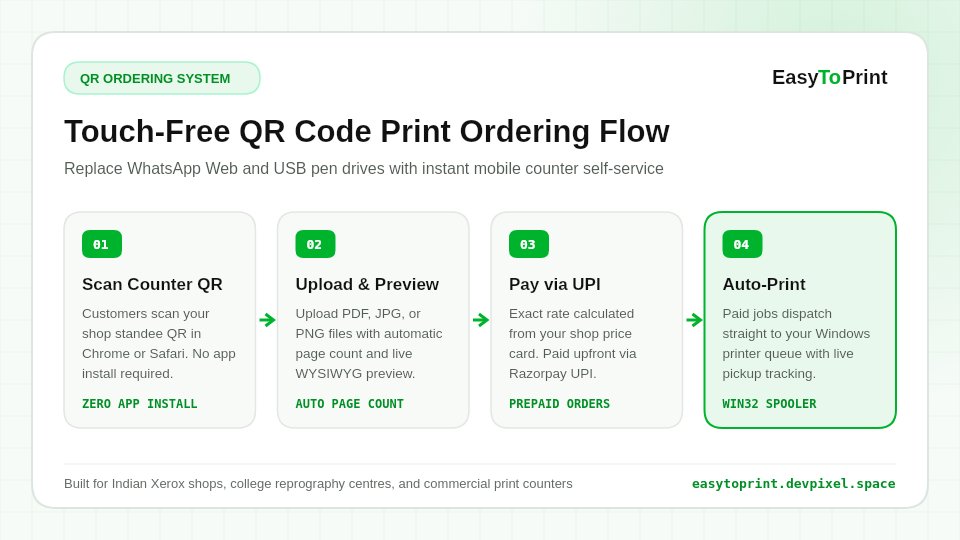 QR ORDERING SYSTEM
EasyToPrint
Touch-Free QR Code Print Ordering Flow
Replace WhatsApp Web and USB pen drives with instant mobile counter self-service
01
Scan Counter QR
Customers scan your
shop standee QR in
Chrome or Safari. No app
install required.
ZERO APP INSTALL
02
Upload & Preview
Upload PDF, JPG, or
PNG files with automatic
page count and live
WYSIWYG preview.
AUTO PAGE COUNT
03
Pay via UPI
Exact rate calculated
from your shop price
card. Paid upfront via
Razorpay UPI.
PREPAID ORDERS
04
Auto-Print
Paid jobs dispatch
straight to your Windows
printer queue with live
pickup tracking.
WIN32 SPOOLER
Built for Indian Xerox shops, college reprography centres, and commercial print counters
easytoprint.devpixel.space